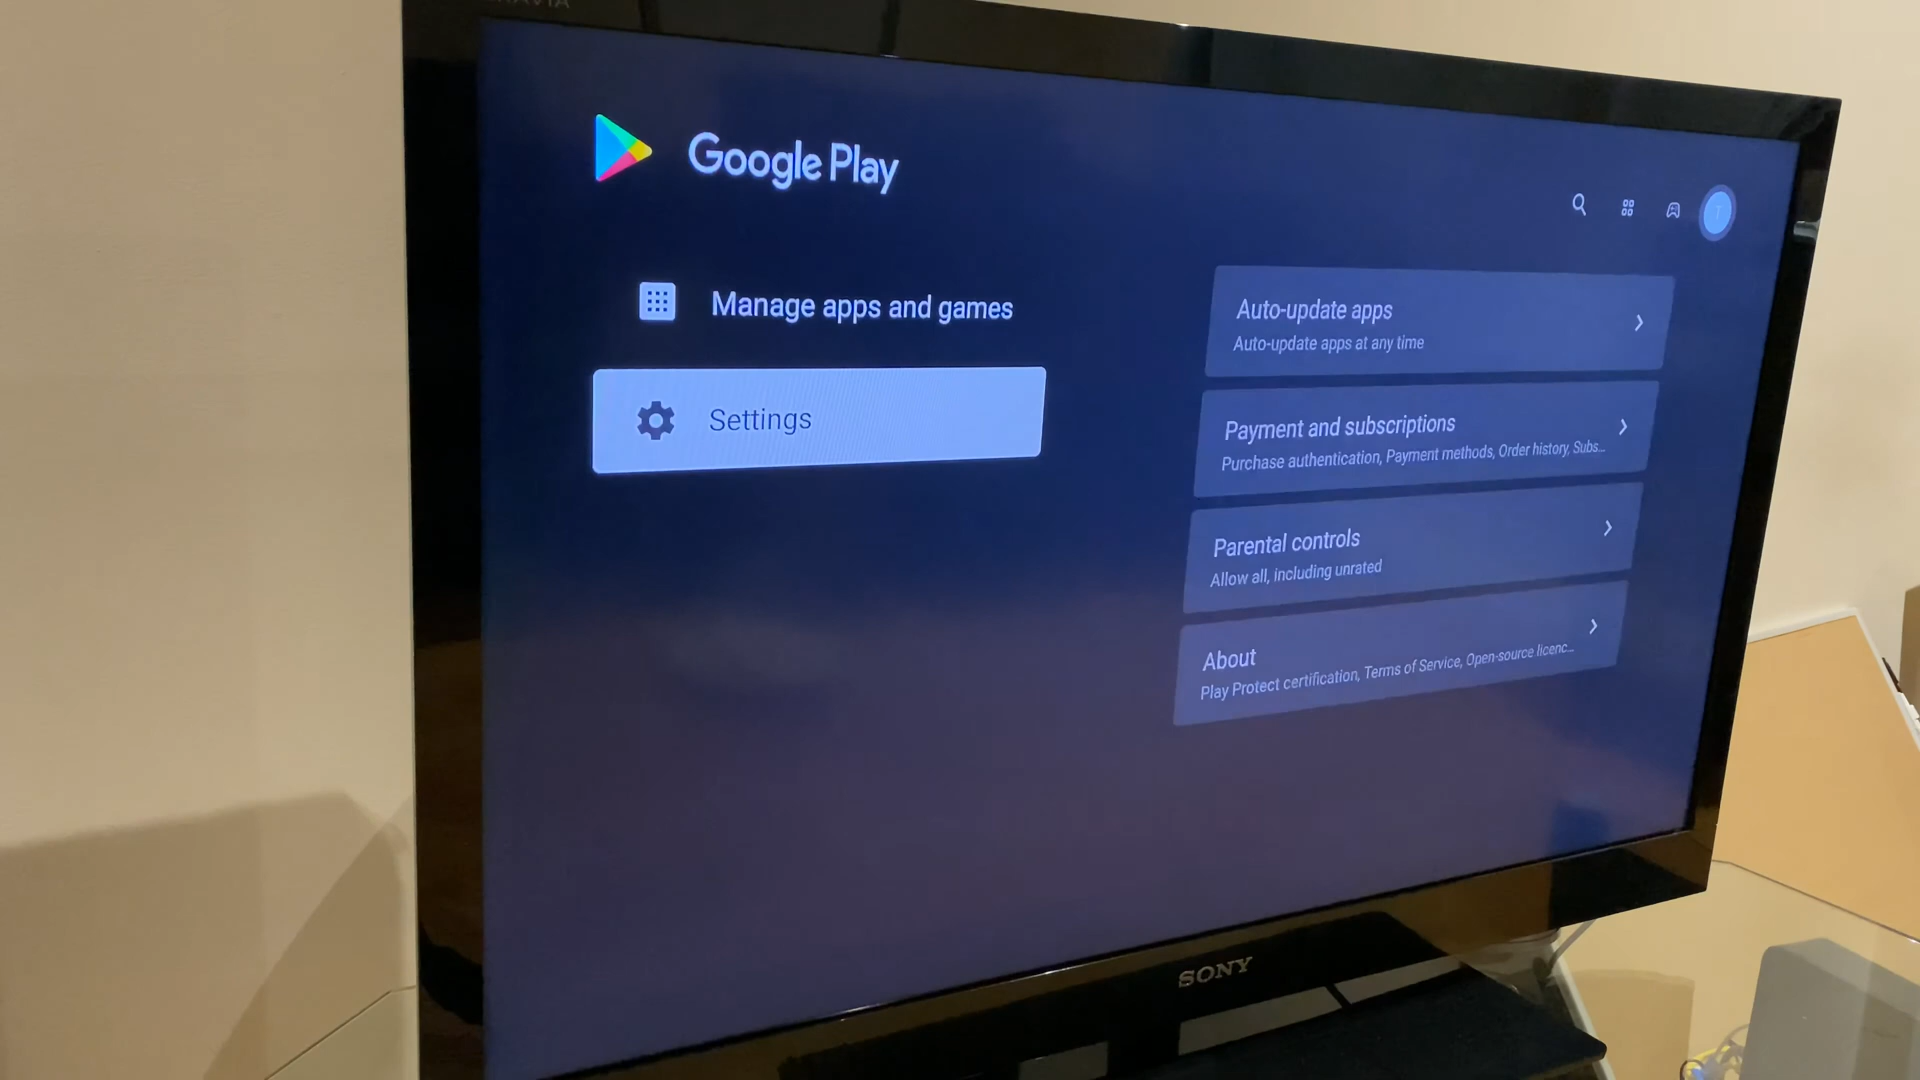 Google Play
Manage apps and games
Settings
Auto-update apps
Auto-update apps at any time
Payment and subscriptions
Purchase authentication, Payment methods, Order history, Subs...
Parental controls
Allow all, including unrated
About
Play Protect certification, Terms of Service, Open-source licenc...
SONY